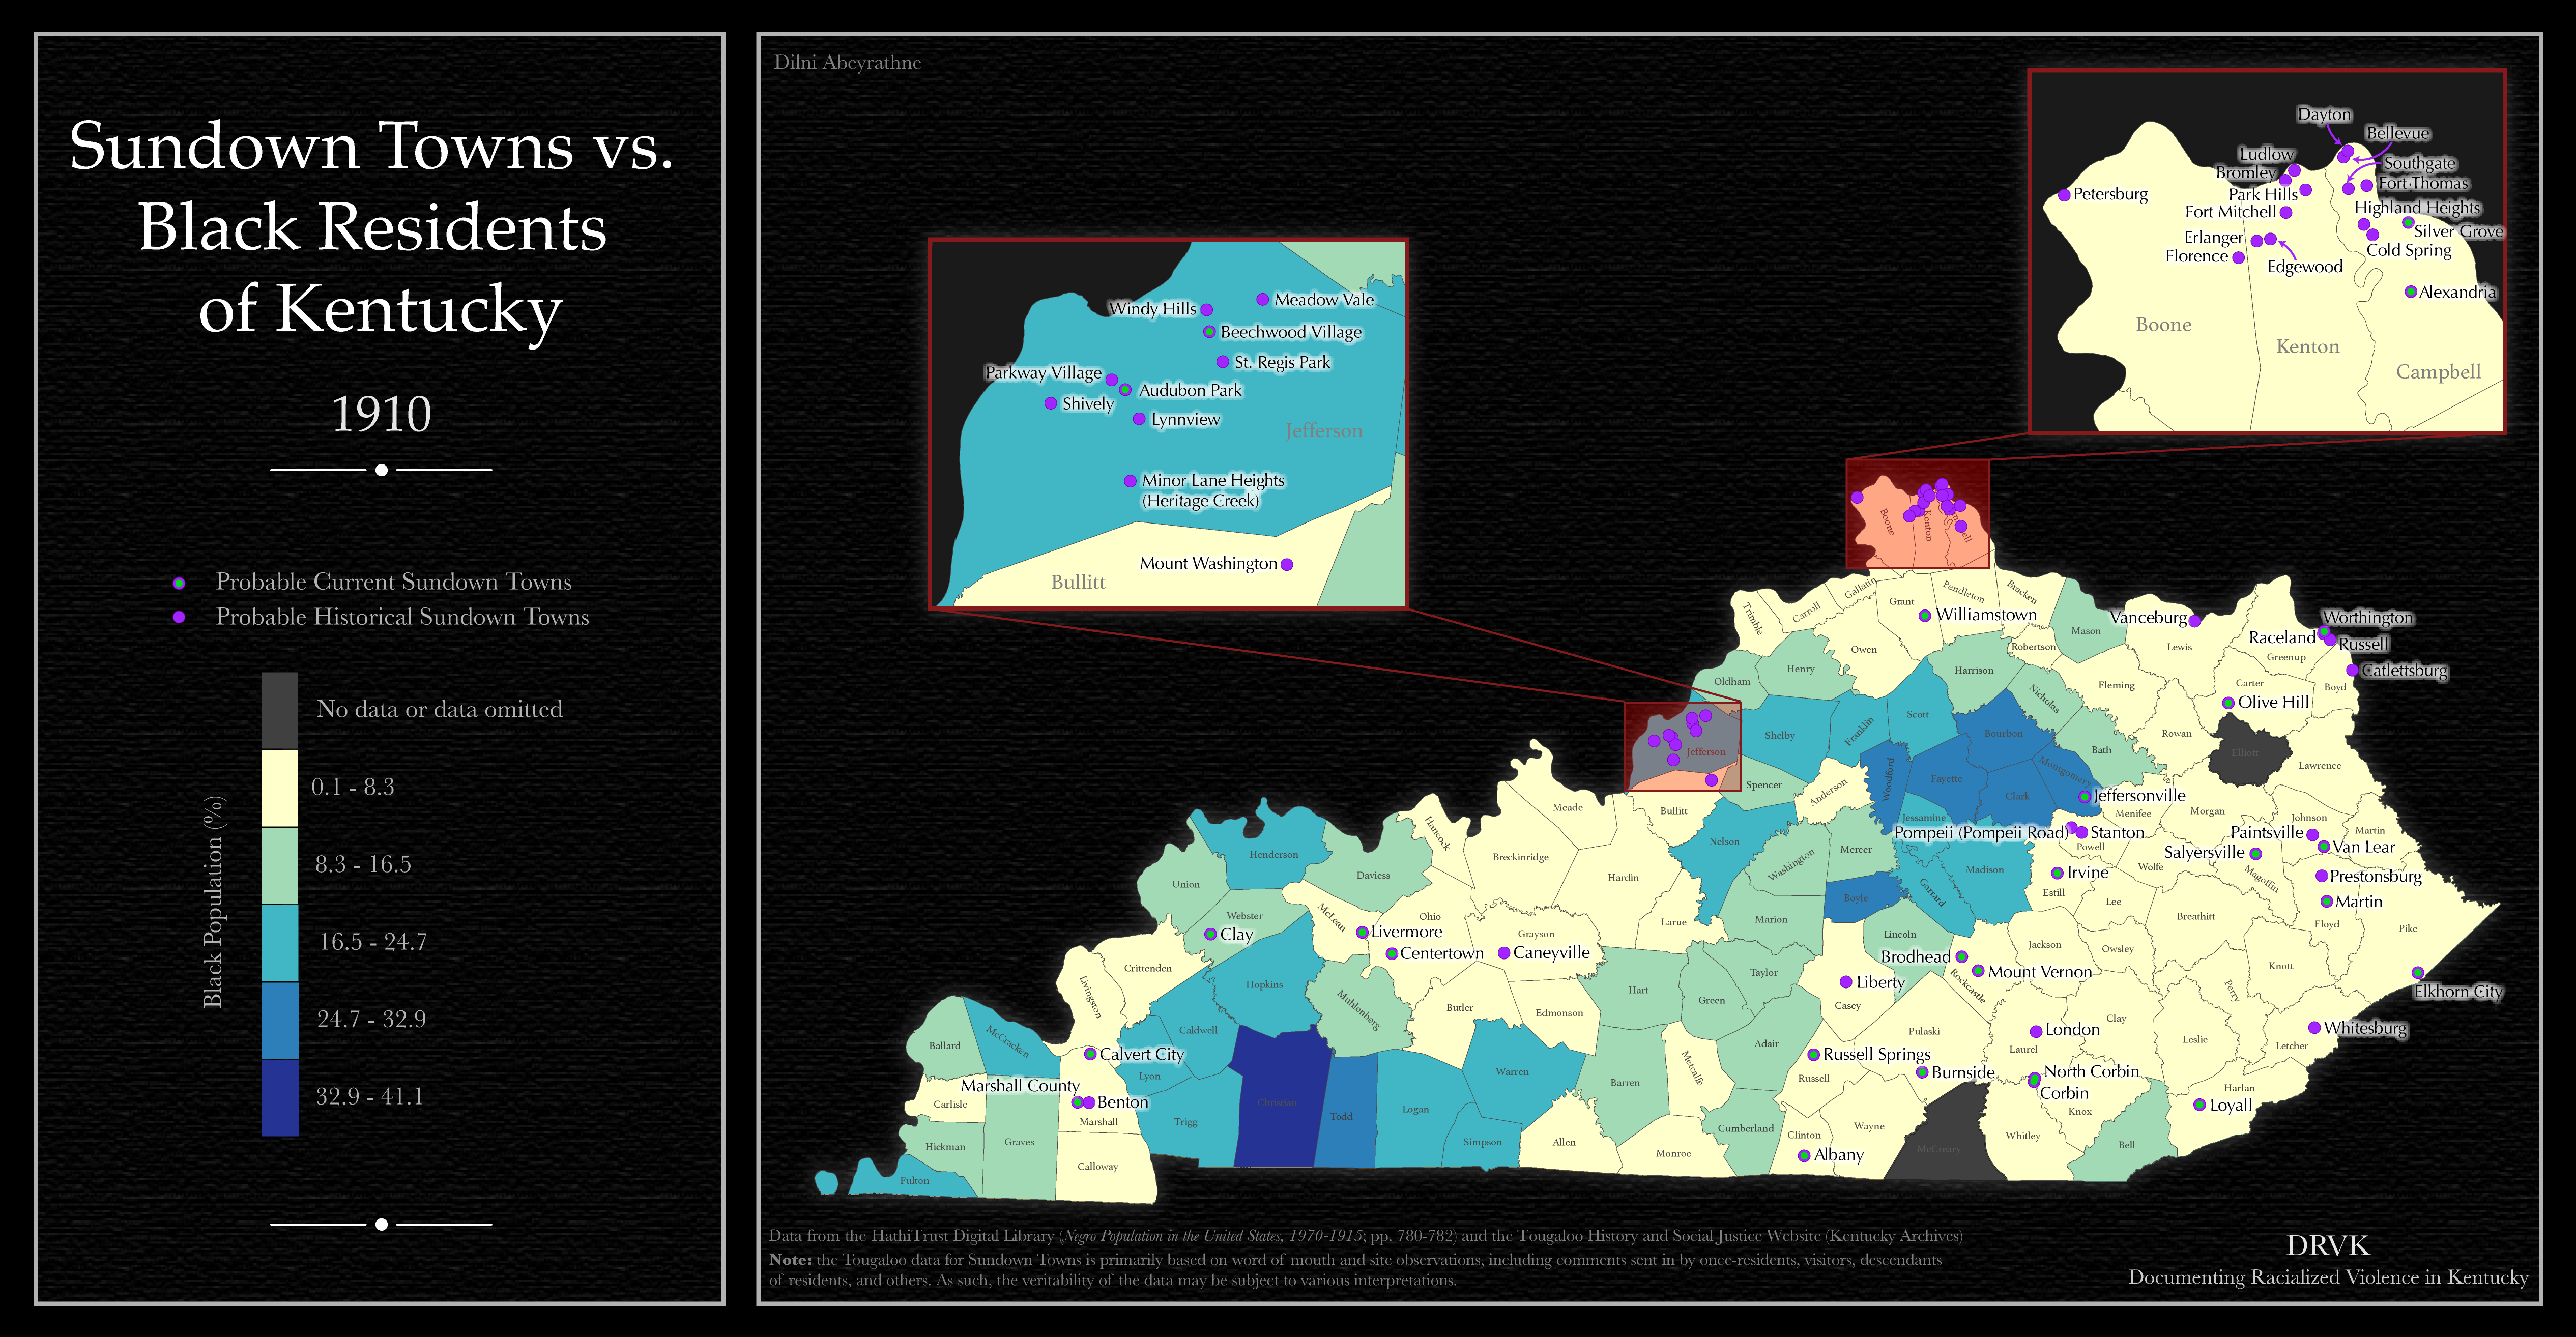 Sundown Towns vs.
Black Residents
of Kentucky
1910
Probable Current Sundown Towns
Probable Historical Sundown Towns
Black Population (%)
No data or data omitted
0.1 - 8.3
8.3 - 16.5
16.5 - 24.7
24.7 - 32.9
32.9 - 41.1
Dilni Abeyrathne
Windy Hills
Meadow Vale
Beechwood Village
St. Regis Park
Parkway Village
Audubon Park
Shively
Lynnview
Jefferson
Minor Lane Heights
(Heritage Creek)
Mount Washington
Bullitt
Dayton
Bellevue
Ludlow
Southgate
Bromley
Fort Thomas
Petersburg
Park Hills
Highland Heights
Fort Mitchell
Silver Grove
Erlanger
Cold Spring
Florence
Edgewood
Alexandria
Boone
Kenton
Campbell
Boone
Kenton
Trimble
Carroll
Gallatin
Grant
Pendleton
Bracken
Williamstown
Mason
Vanceburg
Worthington
Raceland
Russell
Greenup
Catlettsburg
Lewis
Robertson
Owen
Henry
Oldham
Harrison
Nicholas
Fleming
Carter
Boyd
Olive Hill
Rowan
Elliott
Lawrence
Shelby
Franklin
Scott
Bourbon
Bath
Jefferson
Spencer
Anderson
Woodford
Fayette
Clark
Montgomery
Jeffersonville
Menifee
Morgan
Johnson
Martin
Bullitt
Meade
Hancock
Breckinridge
Hardin
Nelson
Washington
Mercer
Jessamine
Pompeii (Pompeii Road)
Stanton
Powell
Paintsville
Salyersville
Van Lear
Magoffin
Wolfe
Irvine
Estill
Prestonsburg
Martin
Madison
Garrard
Boyle
Lee
Breathitt
Floyd
Pike
Henderson
Union
Daviess
Webster
McLean
Ohio
Clay
Livermore
Centertown
Grayson
Caneyville
Larue
Marion
Lincoln
Brodhead
Mount Vernon
Rockcastle
Jackson
Owsley
Knott
Perry
Elkhorn City
Crittenden
Livingston
Hopkins
Muhlenberg
Butler
Edmonson
Hart
Green
Taylor
Liberty
Casey
Adair
Pulaski
London
Laurel
Clay
Leslie
Whitesburg
Letcher
Ballard
McCracken
Caldwell
Calvert City
Lyon
Marshall County
Benton
Marshall
Carlisle
Hickman
Graves
Calloway
Fulton
Trigg
Christian
Todd
Logan
Warren
Simpson
Allen
Barren
Metcalfe
Monroe
Cumberland
Russell Springs
Russell
Burnside
Clinton
Albany
Wayne
McCreary
North Corbin
Corbin
Whitley
Knox
Bell
Harlan
Loyall
Data from the HathiTrust Digital Library (Negro Population in the United States, 1970-1915; pp. 780-782) and the Tougaloo History and Social Justice Website (Kentucky Archives)
Note: the Tougaloo data for Sundown Towns is primarily based on word of mouth and site observations, including comments sent in by once-residents, visitors, descendants
of residents, and others. As such, the veritability of the data may be subject to various interpretations.
DRVK
Documenting Racialized Violence in Kentucky